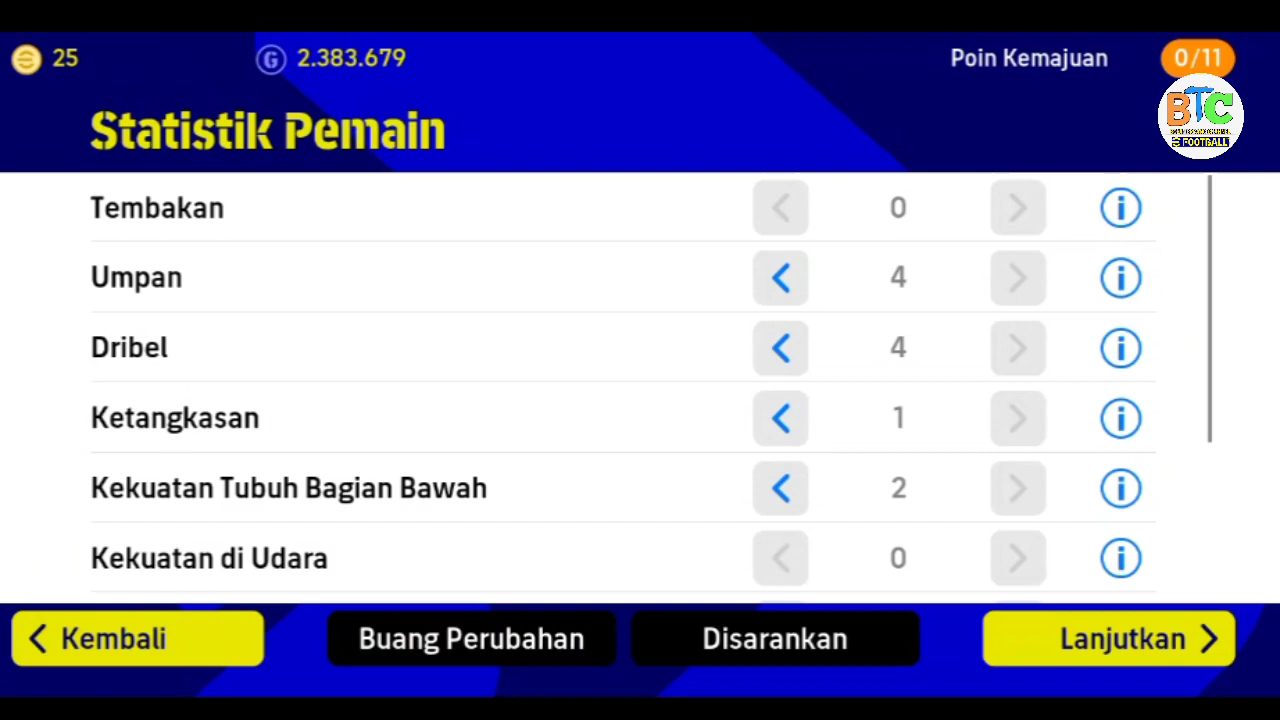 25
2.383.679
Poin Kemajuan
0/11
BTC
FOOTBALL
Statistik Pemain
Tembakan 0
Umpan 4
Dribel 4
Ketangkasan 1
Kekuatan Tubuh Bagian Bawah 2
Kekuatan di Udara 0
Kembali
Buang Perubahan
Disarankan
Lanjutkan